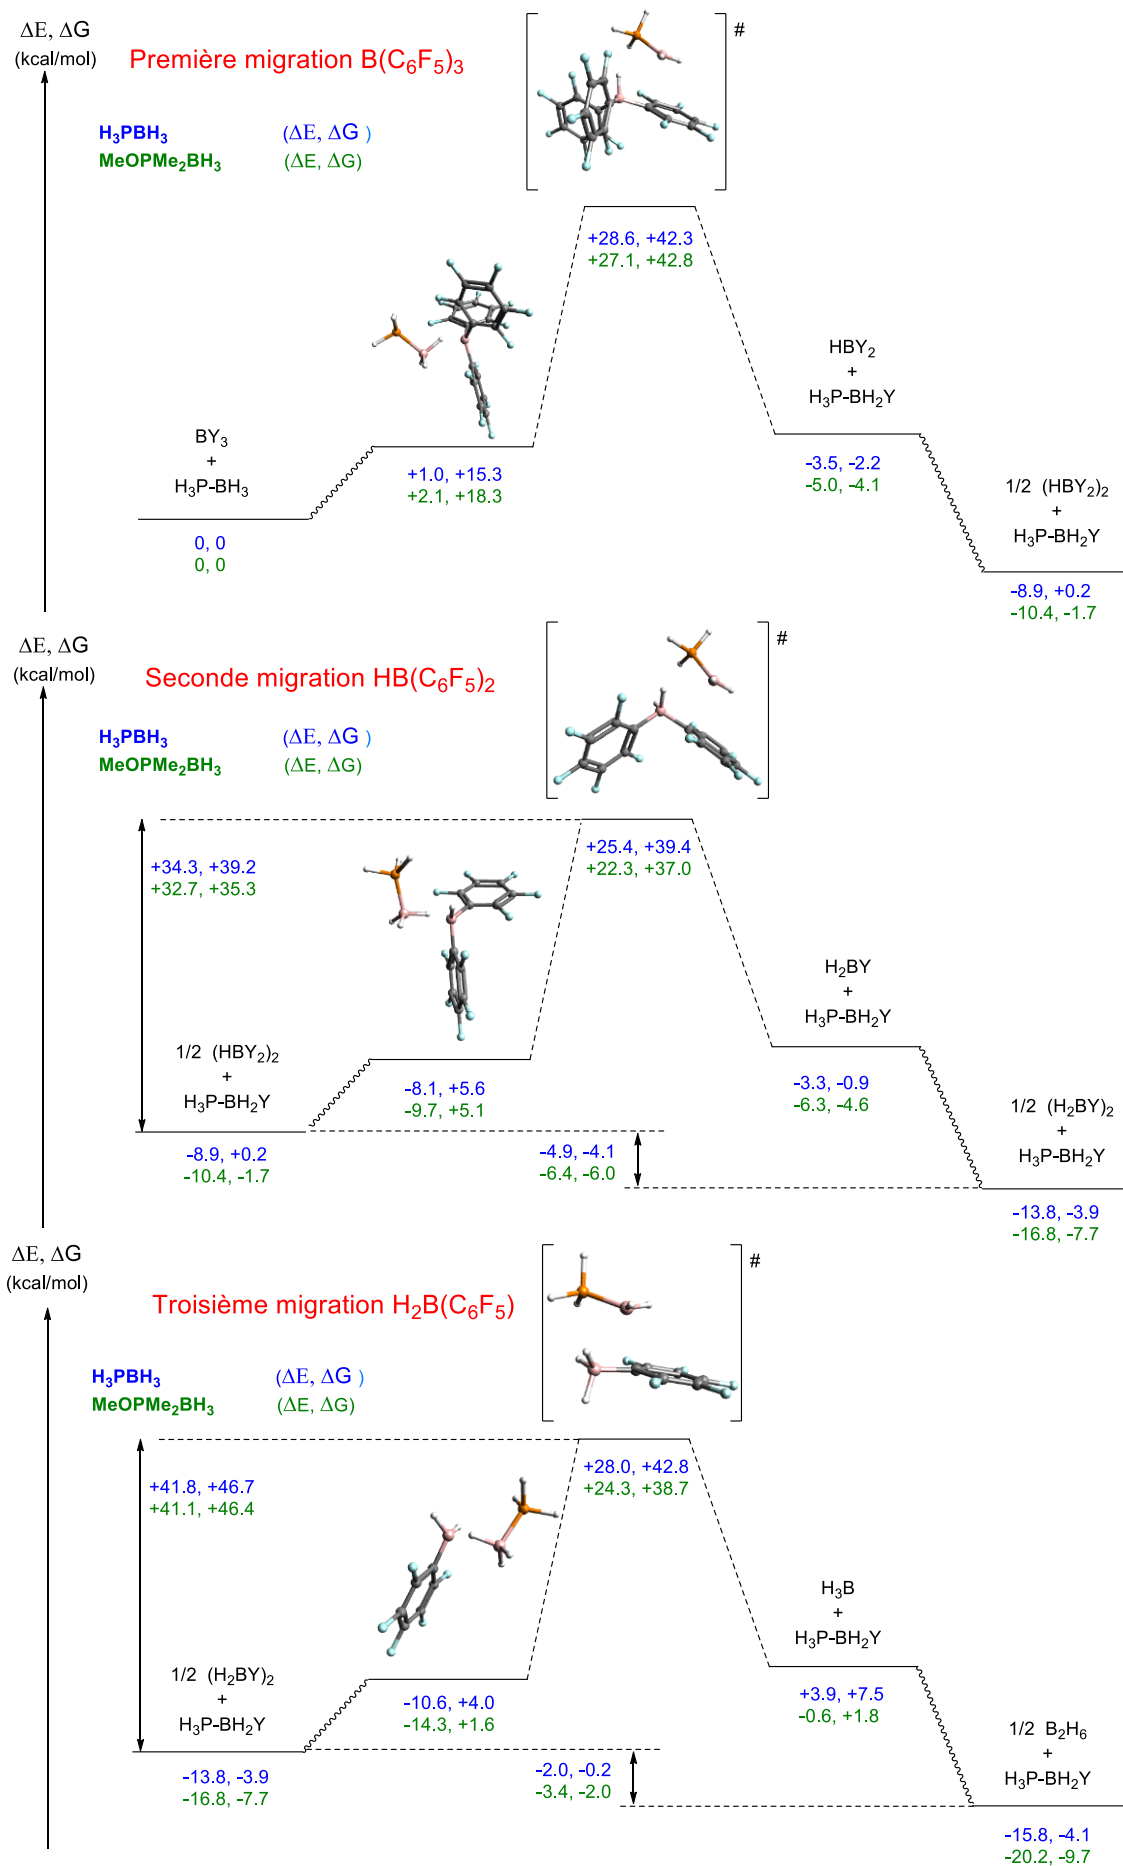 ΔE, ΔG
(kcal/mol)
Première migration B(C₆F₅)₃
#
H₃PBH₃ (ΔE, ΔG )
MeOPMe₂BH₃ (ΔE, ΔG)
+28.6, +42.3
+27.1, +42.8
HBY₂
+
H₃P-BH₂Y
BY₃
+
H₃P-BH₃
+1.0, +15.3
+2.1, +18.3
-3.5, -2.2
-5.0, -4.1
1/2 (HBY₂)₂
+
H₃P-BH₂Y
0, 0
0, 0
-8.9, +0.2
-10.4, -1.7
ΔE, ΔG
(kcal/mol)
Seconde migration HB(C₆F₅)₂
#
H₃PBH₃ (ΔE, ΔG )
MeOPMe₂BH₃ (ΔE, ΔG)
+34.3, +39.2
+32.7, +35.3
+25.4, +39.4
+22.3, +37.0
H₂BY
+
H₃P-BH₂Y
1/2 (HBY₂)₂
+
H₃P-BH₂Y
-8.1, +5.6
-9.7, +5.1
-3.3, -0.9
-6.3, -4.6
1/2 (H₂BY)₂
+
H₃P-BH₂Y
-8.9, +0.2
-10.4, -1.7
-4.9, -4.1
-6.4, -6.0
-13.8, -3.9
-16.8, -7.7
ΔE, ΔG
(kcal/mol)
Troisième migration H₂B(C₆F₅)
#
H₃PBH₃ (ΔE, ΔG )
MeOPMe₂BH₃ (ΔE, ΔG)
+41.8, +46.7
+41.1, +46.4
+28.0, +42.8
+24.3, +38.7
H₃B
+
H₃P-BH₂Y
1/2 (H₂BY)₂
+
H₃P-BH₂Y
-10.6, +4.0
-14.3, +1.6
+3.9, +7.5
-0.6, +1.8
1/2 B₂H₆
+
H₃P-BH₂Y
-13.8, -3.9
-16.8, -7.7
-2.0, -0.2
-3.4, -2.0
-15.8, -4.1
-20.2, -9.7